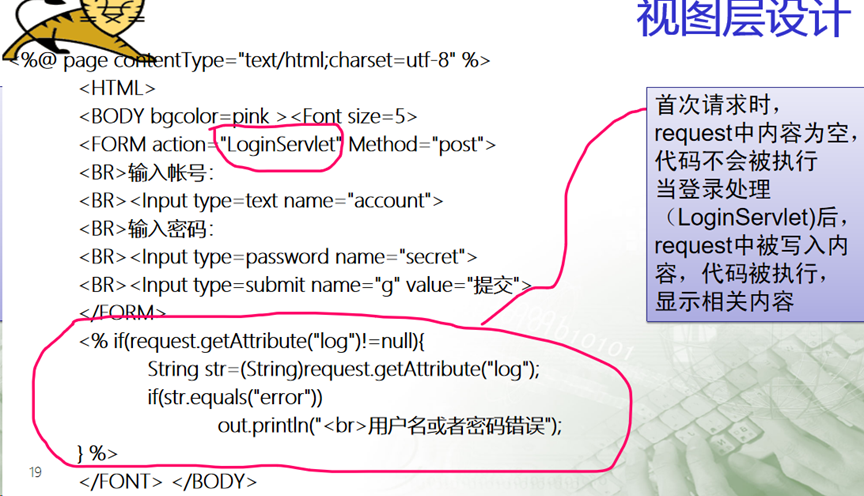 视图层设计
<%@ page contentType="text/html;charset=utf-8" %>
<HTML>
<BODY bgcolor=pink ><Font size=5>
<FORM action="LoginServlet" Method="post">
<BR>输入帐号:
<BR><Input type=text name="account">
<BR>输入密码:
<BR><Input type=password name="secret">
<BR><Input type=submit name="g" value="提交">
</FORM>
<% if(request.getAttribute("log")!=null){
String str=(String)request.getAttribute("log");
if(str.equals("error"))
out.println("<br>用户名或者密码错误");
} %>
</FONT> </BODY>
首次请求时，
request中内容为空，
代码不会被执行
当登录处理
（LoginServlet)后，
request中被写入内
容，代码被执行，
显示相关内容
19